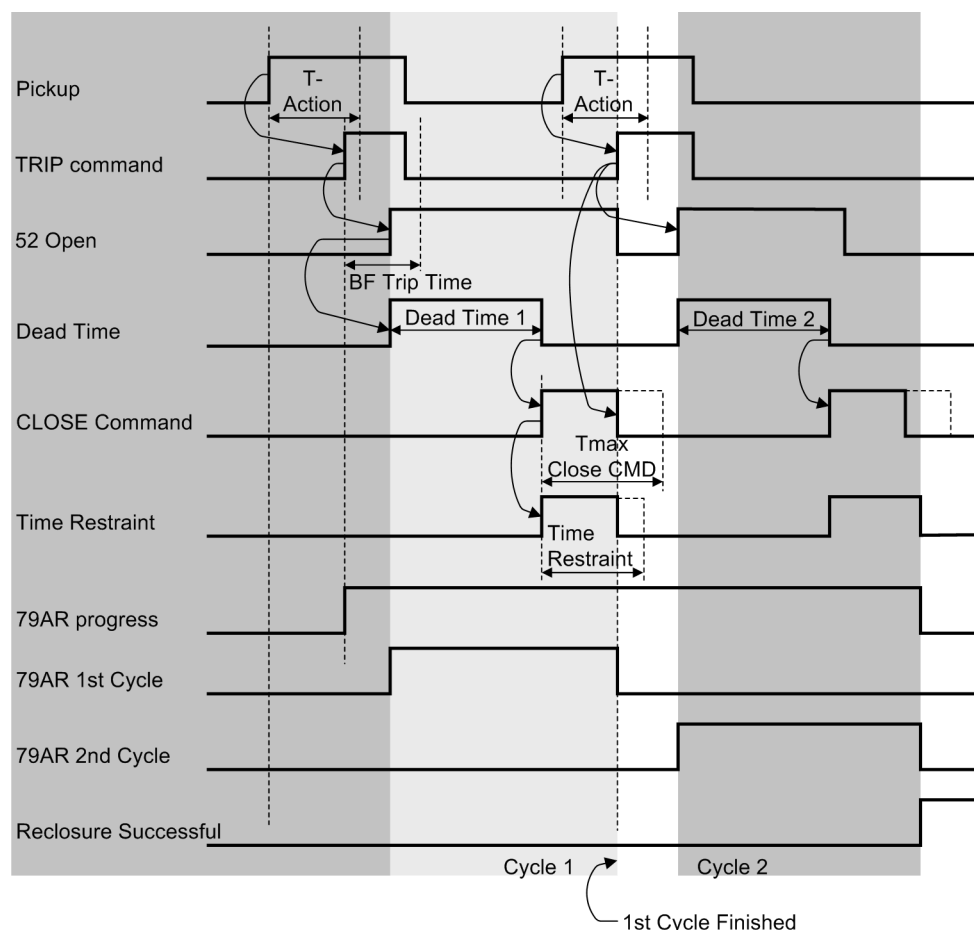 Pickup
T-
Action
T-
Action
TRIP command
52 Open
BF Trip Time
Dead Time
Dead Time 1
Dead Time 2
CLOSE Command
Tmax
Close CMD
Time Restraint
Time
Restraint
79AR progress
79AR 1st Cycle
79AR 2nd Cycle
Reclosure Successful
Cycle 1
Cycle 2
1st Cycle Finished